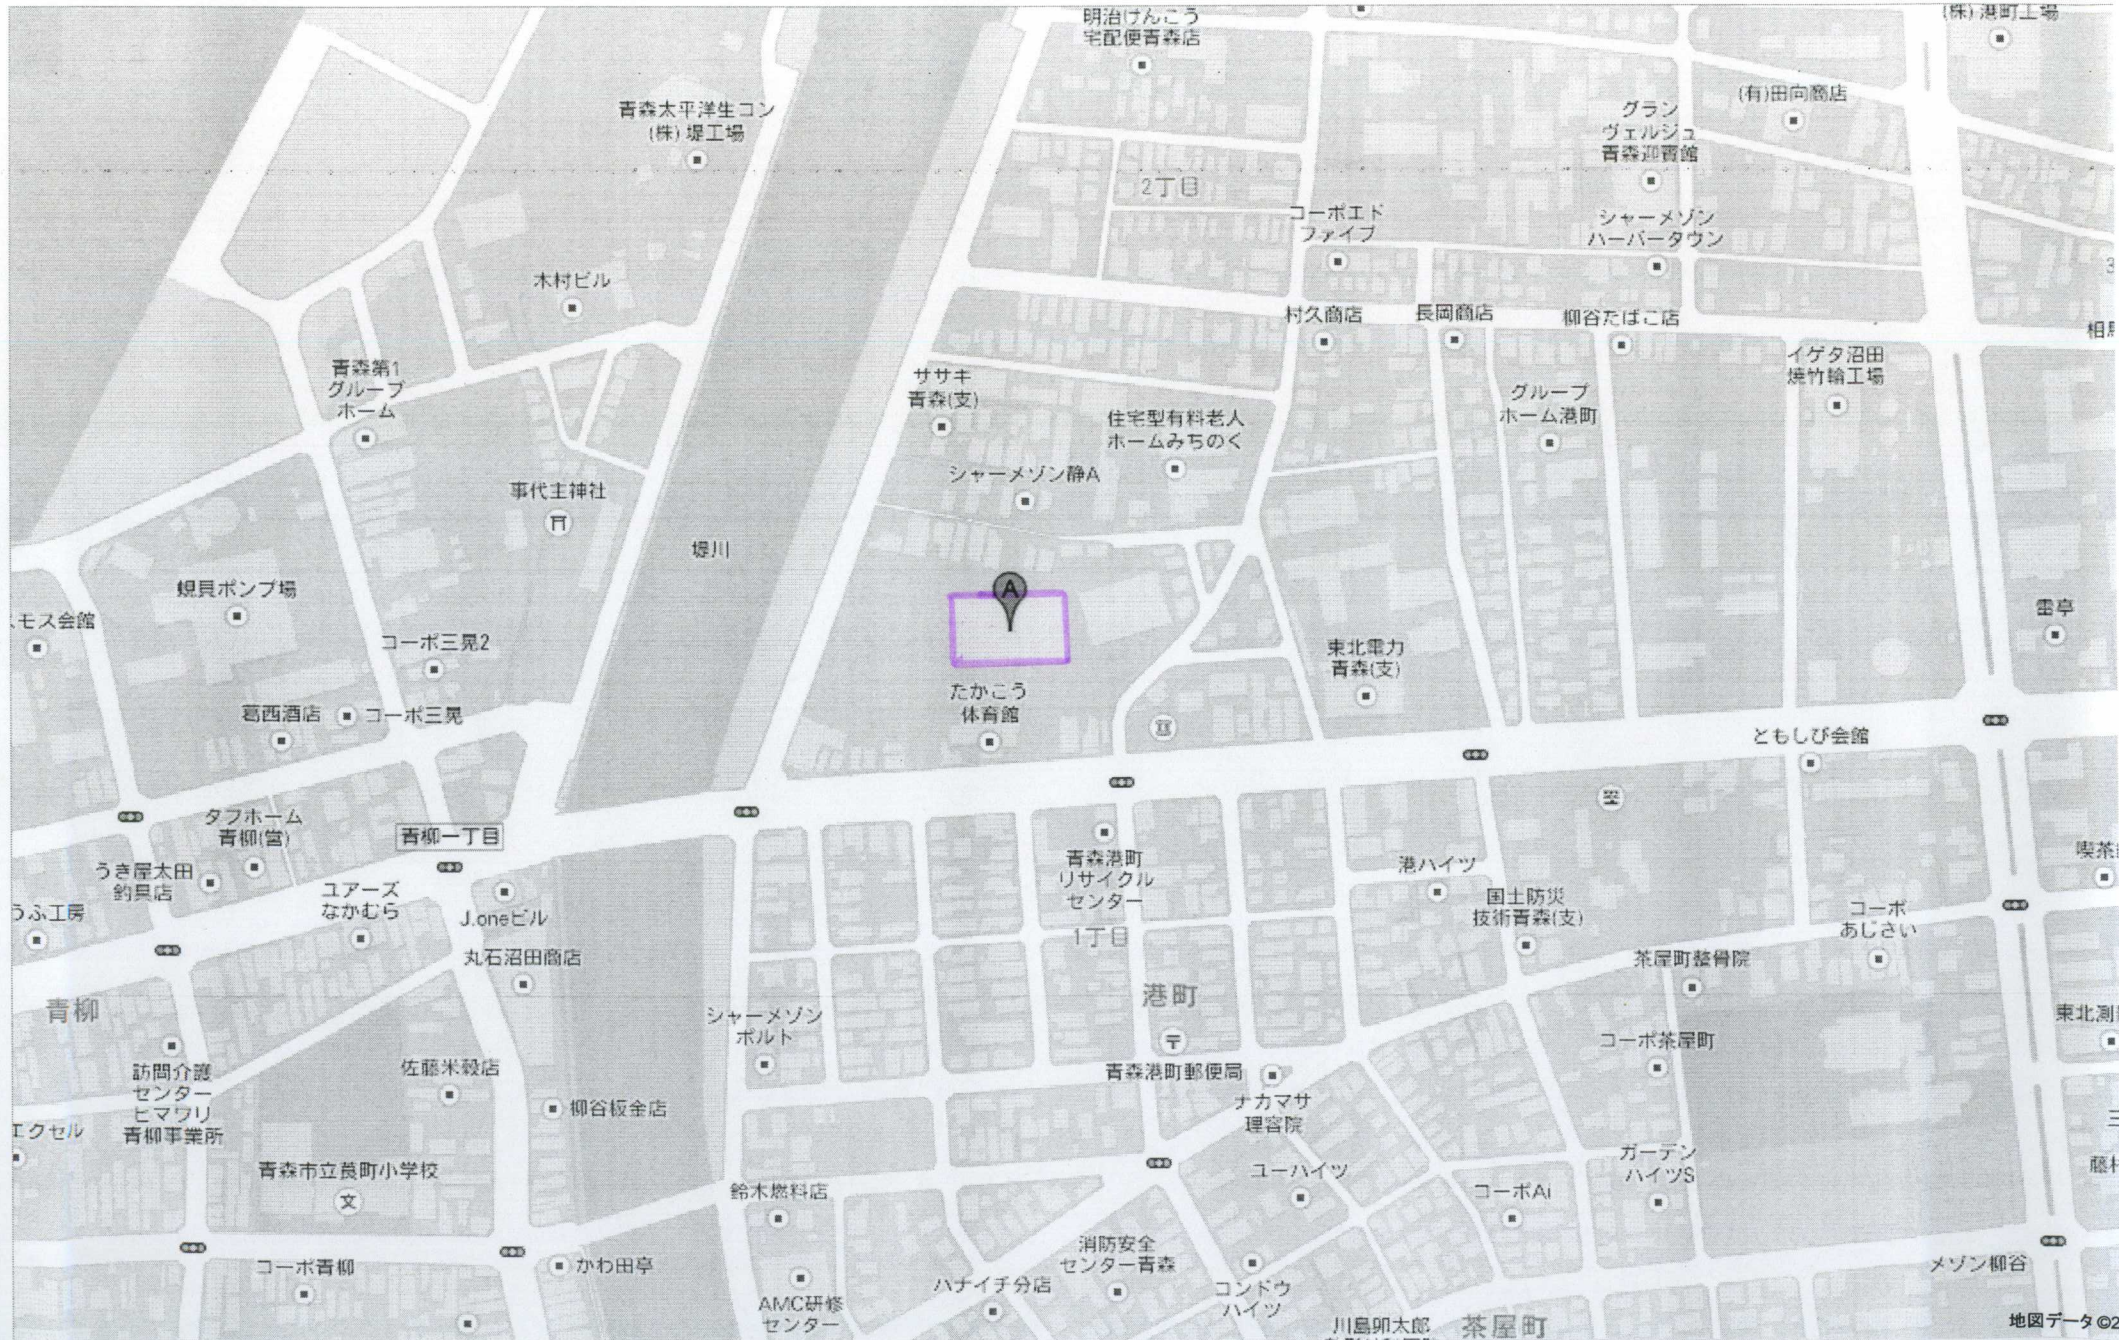 明治けんこう
宅配便青森店
(株)港町工場
青森太平洋生コン
(株)堤工場
(有)田向商店
グラン
ヴェルジュ
青森迎賓館
2丁目
コーポエド
ファイブ
シャーメゾン
ハーバータウン
木村ビル
村久商店
長岡商店
柳谷たばこ店
イゲタ沼田
焼竹輪工場
青森第1
グループ
ホーム
ササキ
青森(支)
住宅型有料老人
ホームみちのく
グループ
ホーム港町
シャーメゾン静A
事代主神社
堤川
蜆貝ポンプ場
モス会館
A
雷亭
コーポ三晃2
東北電力
青森(支)
たかこう
体育館
葛西酒店
コーポ三晃
ともしび会館
タフホーム
青柳(営)
青柳一丁目
うき屋太田
釣具店
ユアーズ
なかむら
J.oneビル
青森港町
リサイクル
センター
港ハイツ
国土防災
技術青森(支)
喫茶
うふ工房
1丁目
コーポ
あじさい
丸石沼田商店
茶屋町整骨院
青柳
港町
シャーメゾン
ポルト
東北測
コーポ茶屋町
訪問介護
センター
ヒマワリ
青柳事業所
佐藤米穀店
柳谷板金店
〒
青森港町郵便局
ナカマサ
理容院
エクセル
青森市立莨町小学校
文
鈴木燃料店
ユーハイツ
コーポAi
ガーデン
ハイツS
コーポ青柳
かわ田亭
消防安全
センター青森
AMC研修
センター
ハナイチ分店
コンドウ
ハイツ
メゾン柳谷
川島卯太郎
茶屋町
地図データ©2